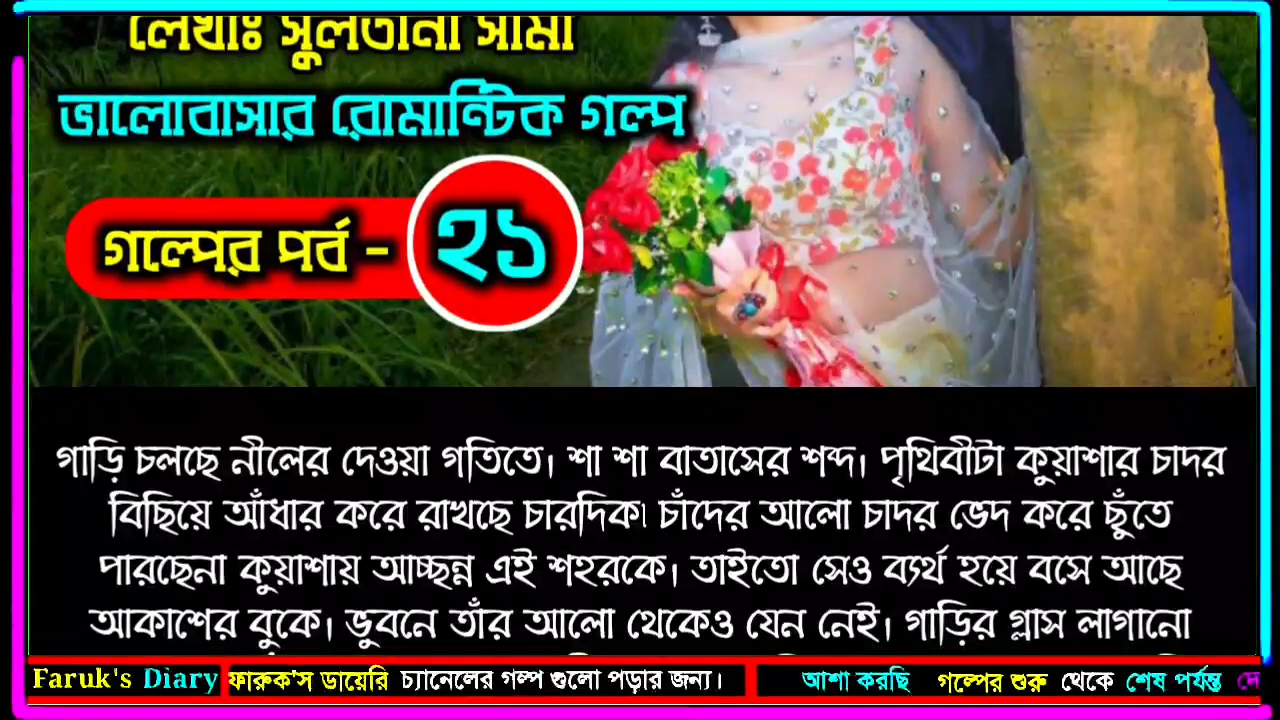 লেখাঃ সুলতানা সামা
ভালোবাসার রোমান্টিক গল্প
গল্পের পর্ব - ২১
গাড়ি চলছে নীলের দেওয়া গতিতে। শা শা বাতাসের শব্দ। পৃথিবীটা কুয়াশার চাদর
বিছিয়ে আঁধার করে রাখছে চারদিক৷ চাঁদের আলো চাদর ভেদ করে ছুঁতে
পারছেনা কুয়াশায় আচ্ছন্ন এই শহরকে। তাইতো সেও ব্যর্থ হয়ে বসে আছে
আকাশের বুকে। ভুবনে তাঁর আলো থেকেও যেন নেই। গাড়ির গ্লাস লাগানো
Faruk's Diary ফারুক'স ডায়েরি চ্যানেলের গল্প গুলো পড়ার জন্য। আশা করছি গল্পের শুরু থেকে শেষ পর্যন্ত